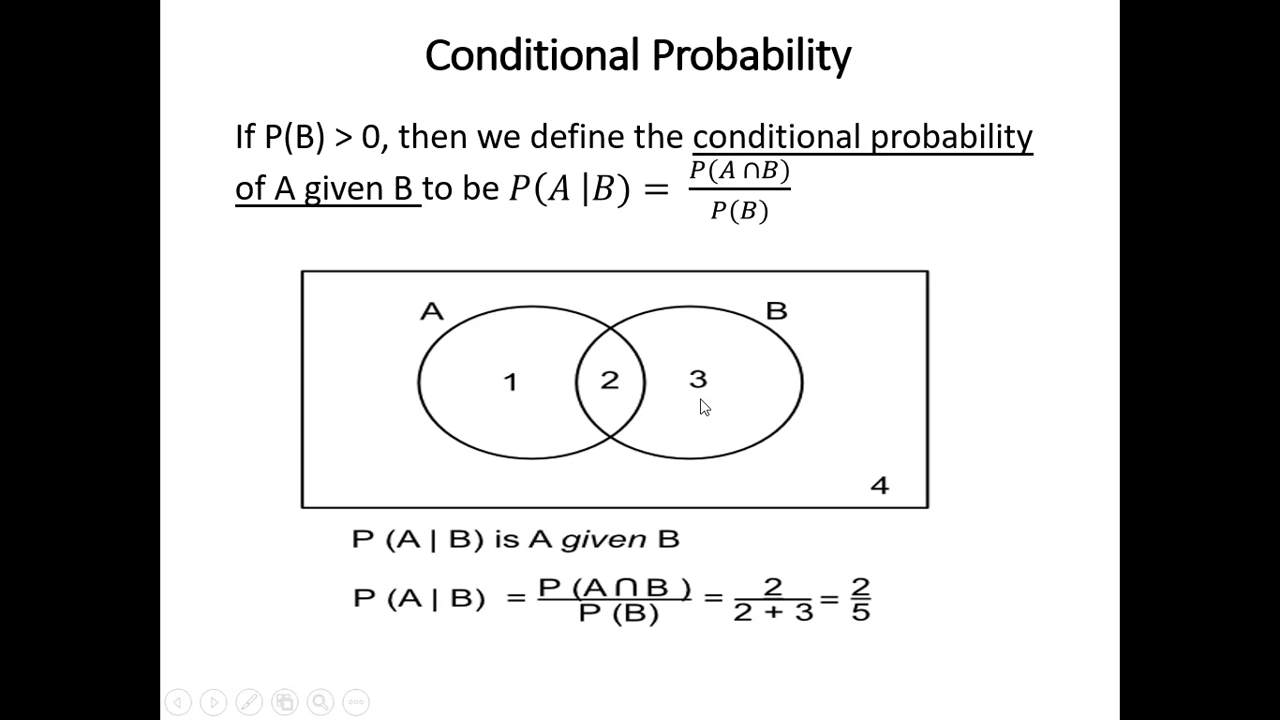 Conditional Probability
If P(B) > 0, then we define the conditional probability
of A given B to be P(A |B) = P(A ∩B) / P(B)
A
B
1
2
3
4
P (A | B) is A given B
P (A | B) = P (A ∩ B ) / P (B) = 2 / 2 + 3 = 2 / 5